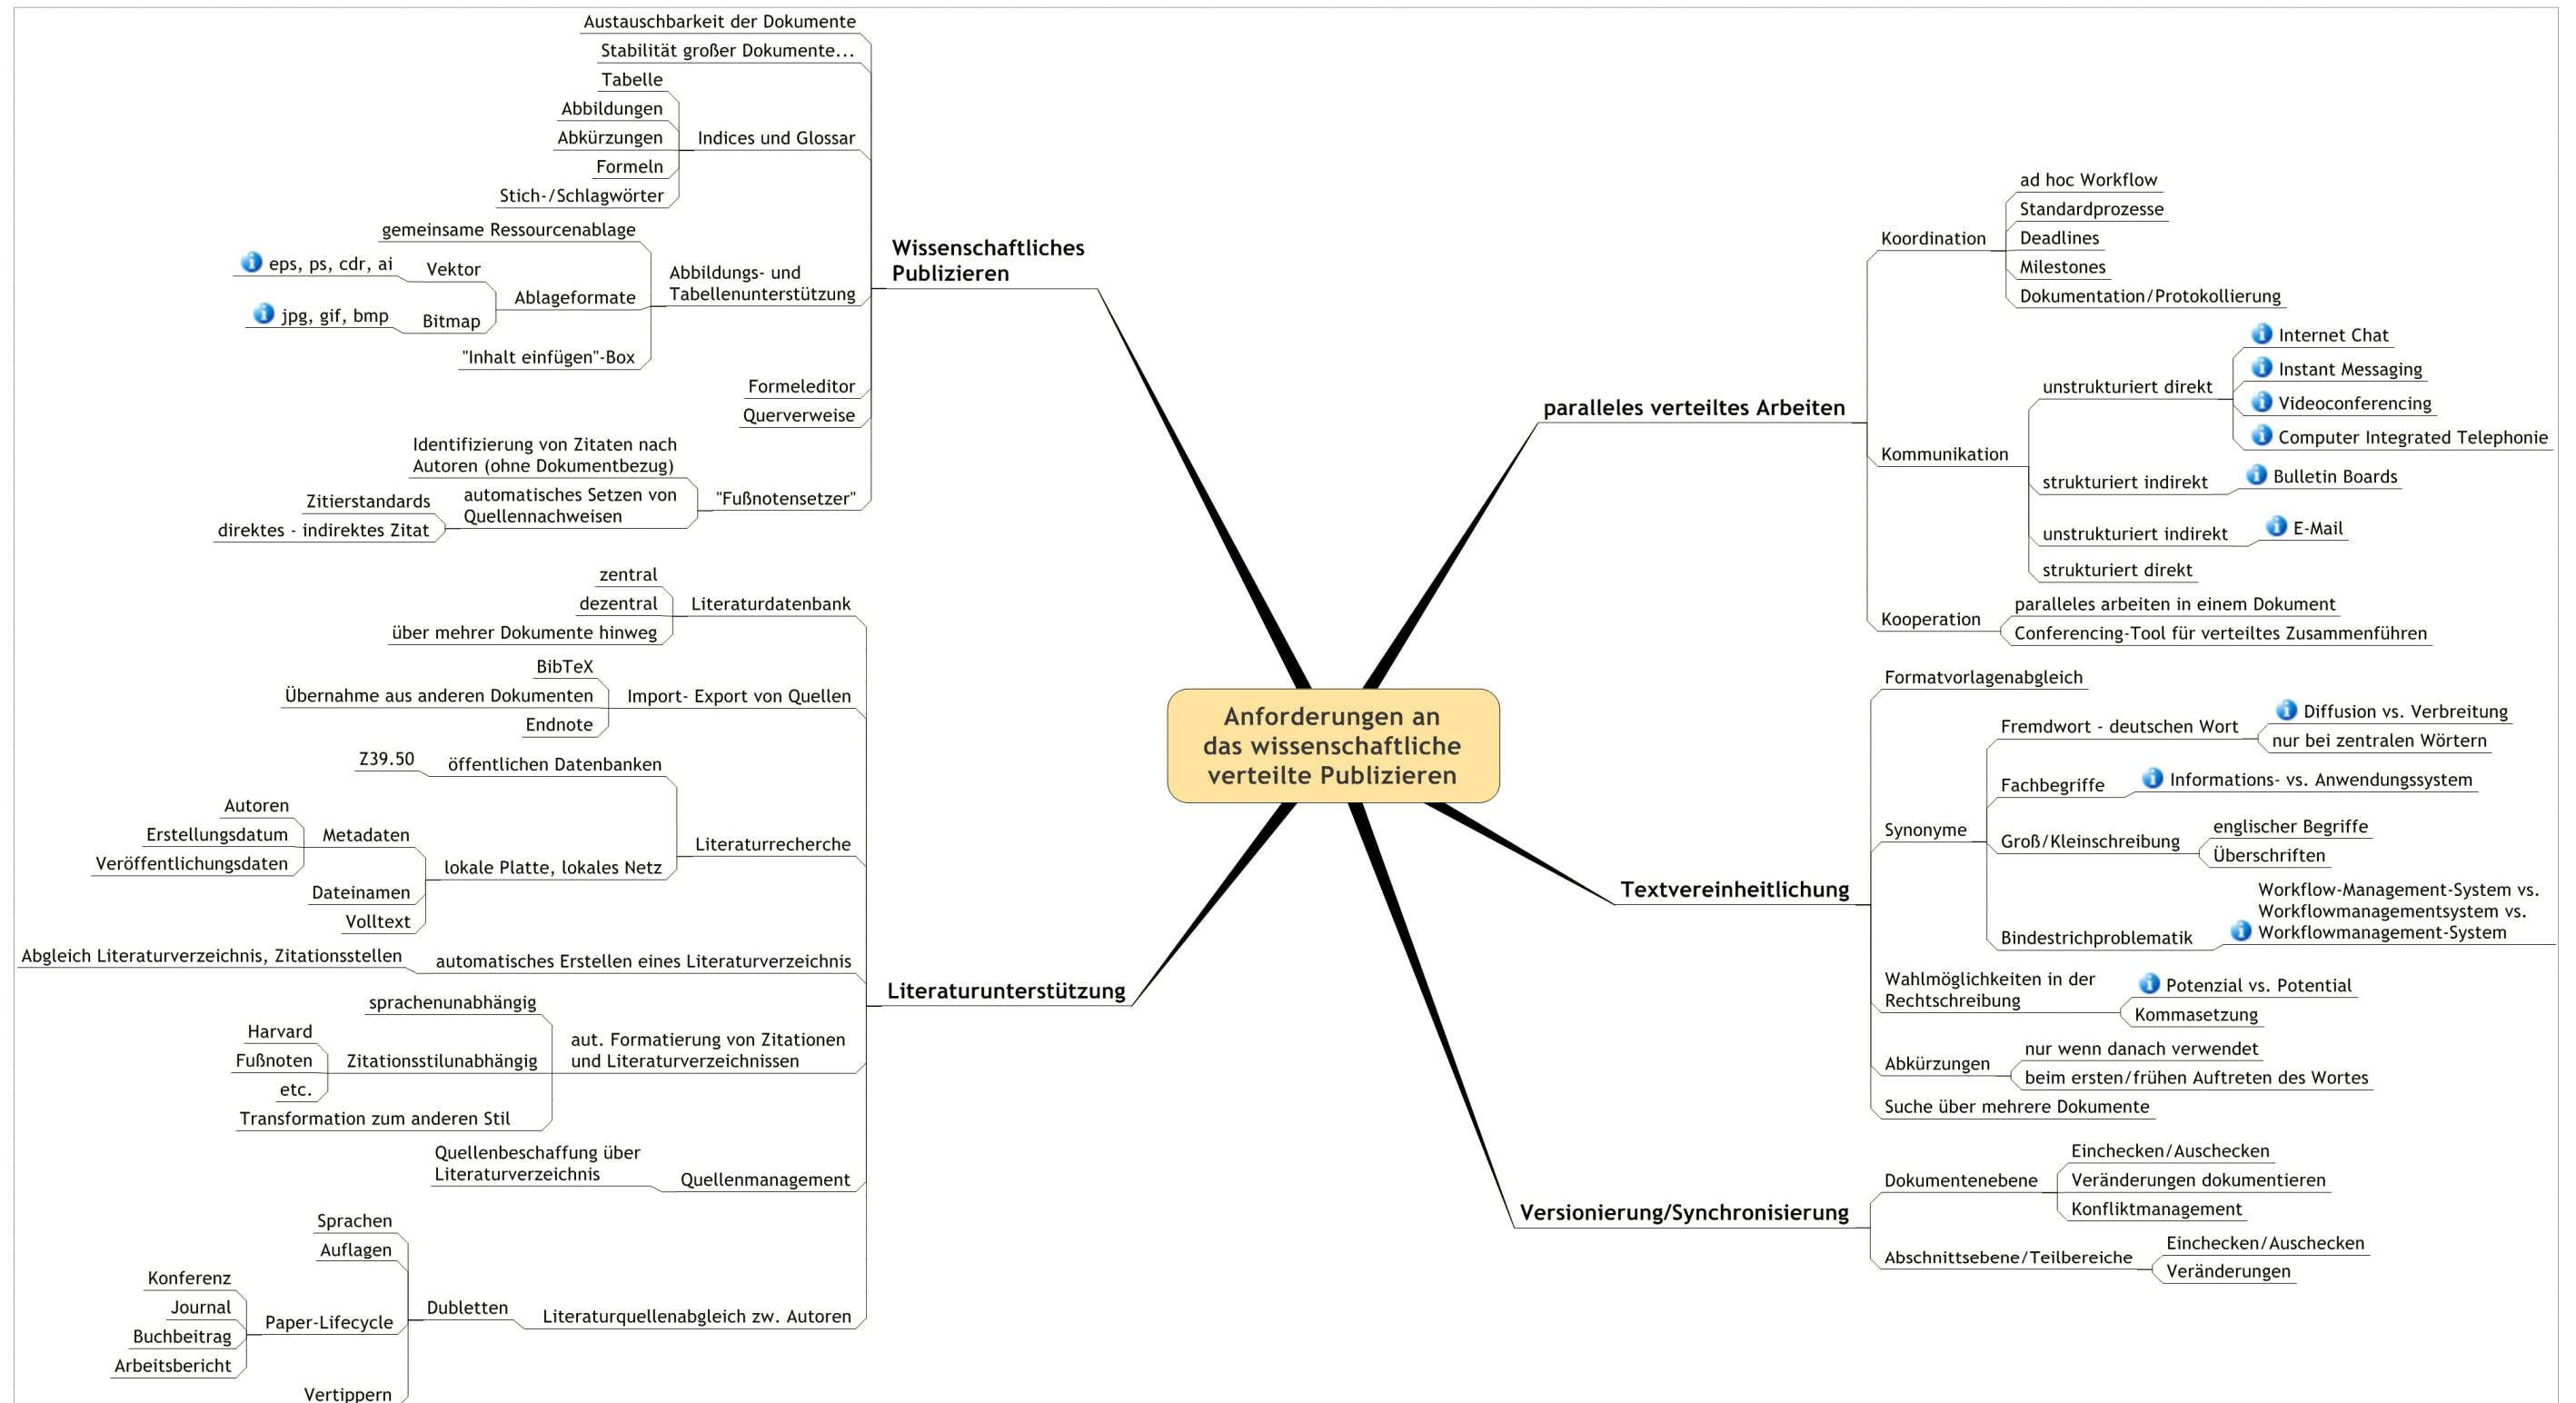 Anforderungen an
das wissenschaftliche
verteilte Publizieren
Wissenschaftliches
Publizieren
Austauschbarkeit der Dokumente
Stabilität großer Dokumente...
Indices und Glossar
Tabelle
Abbildungen
Abkürzungen
Formeln
Stich-/Schlagwörter
Abbildungs- und
Tabellenunterstützung
gemeinsame Ressourcenablage
Ablageformate
Vektor
eps, ps, cdr, ai
Bitmap
jpg, gif, bmp
"Inhalt einfügen"-Box
Formeleditor
Querverweise
"Fußnotensetzer"
Identifizierung von Zitaten nach
Autoren (ohne Dokumentbezug)
automatisches Setzen von
Quellennachweisen
Zitierstandards
direktes - indirektes Zitat
Literaturunterstützung
Literaturdatenbank
zentral
dezentral
über mehrer Dokumente hinweg
Import- Export von Quellen
BibTeX
Übernahme aus anderen Dokumenten
Endnote
Literaturrecherche
öffentlichen Datenbanken
Z39.50
lokale Platte, lokales Netz
Metadaten
Autoren
Erstellungsdatum
Veröffentlichungsdaten
Dateinamen
Volltext
automatisches Erstellen eines Literaturverzeichnis
Abgleich Literaturverzeichnis, Zitationsstellen
aut. Formatierung von Zitationen
und Literaturverzeichnissen
sprachenunabhängig
Zitationsstilunabhängig
Harvard
Fußnoten
etc.
Transformation zum anderen Stil
Quellenmanagement
Quellenbeschaffung über
Literaturverzeichnis
Literaturquellenabgleich zw. Autoren
Dubletten
Sprachen
Auflagen
Paper-Lifecycle
Konferenz
Journal
Buchbeitrag
Arbeitsbericht
Vertippern
paralleles verteiltes Arbeiten
Koordination
ad hoc Workflow
Standardprozesse
Deadlines
Milestones
Dokumentation/Protokollierung
Kommunikation
unstrukturiert direkt
Internet Chat
Instant Messaging
Videoconferencing
Computer Integrated Telephonie
strukturiert indirekt
Bulletin Boards
unstrukturiert indirekt
E-Mail
strukturiert direkt
Kooperation
paralleles arbeiten in einem Dokument
Conferencing-Tool für verteiltes Zusammenführen
Textvereinheitlichung
Formatvorlagenabgleich
Synonyme
Fremdwort - deutschen Wort
Diffusion vs. Verbreitung
nur bei zentralen Wörtern
Fachbegriffe
Informations- vs. Anwendungssystem
Groß/Kleinschreibung
englischer Begriffe
Überschriften
Bindestrichproblematik
Workflow-Management-System vs.
Workflowmanagementsystem vs.
Workflowmanagement-System
Wahlmöglichkeiten in der
Rechtschreibung
Potenzial vs. Potential
Kommasetzung
Abkürzungen
nur wenn danach verwendet
beim ersten/frühen Auftreten des Wortes
Suche über mehrere Dokumente
Versionierung/Synchronisierung
Dokumentenebene
Einchecken/Auschecken
Veränderungen dokumentieren
Konfliktmanagement
Abschnittsebene/Teilbereiche
Einchecken/Auschecken
Veränderungen